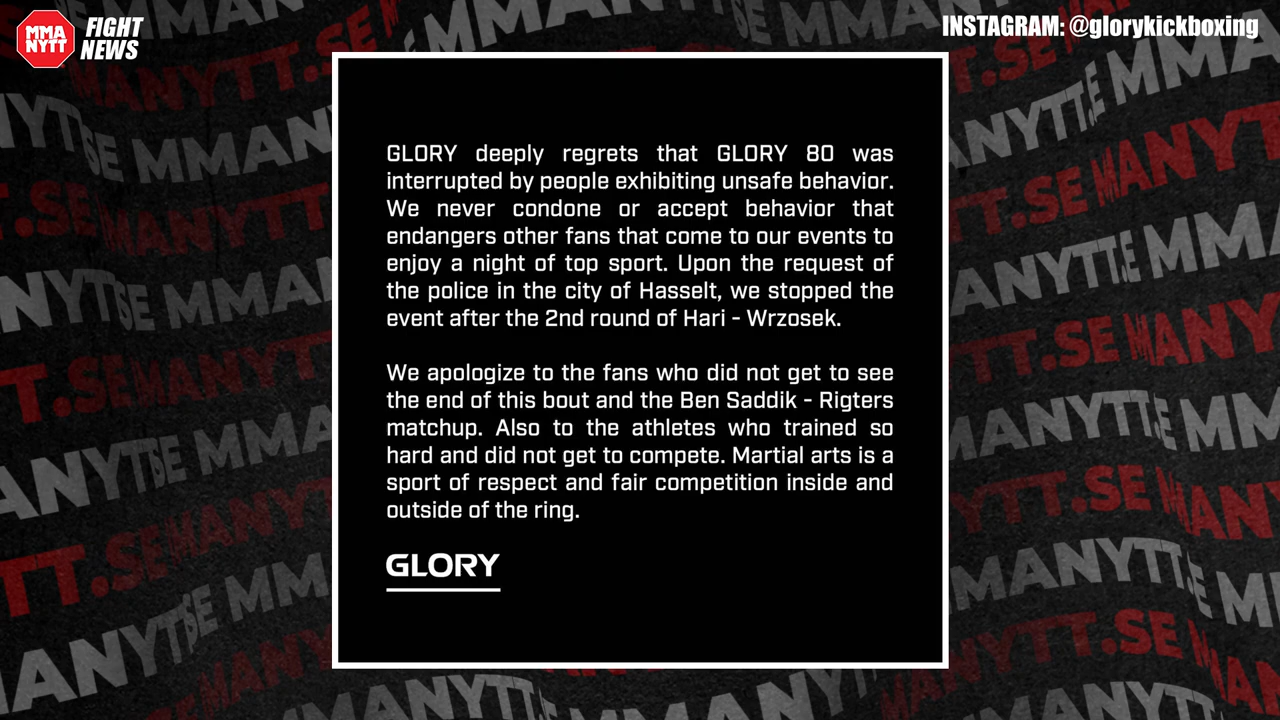 MMA
NYTT
FIGHT
NEWS
INSTAGRAM: @glorykickboxing
GLORY deeply regrets that GLORY 80 was
interrupted by people exhibiting unsafe behavior.
We never condone or accept behavior that
endangers other fans that come to our events to
enjoy a night of top sport. Upon the request of
the police in the city of Hasselt, we stopped the
event after the 2nd round of Hari - Wrzosek.
We apologize to the fans who did not get to see
the end of this bout and the Ben Saddik - Rigters
matchup. Also to the athletes who trained so
hard and did not get to compete. Martial arts is a
sport of respect and fair competition inside and
outside of the ring.
GLORY